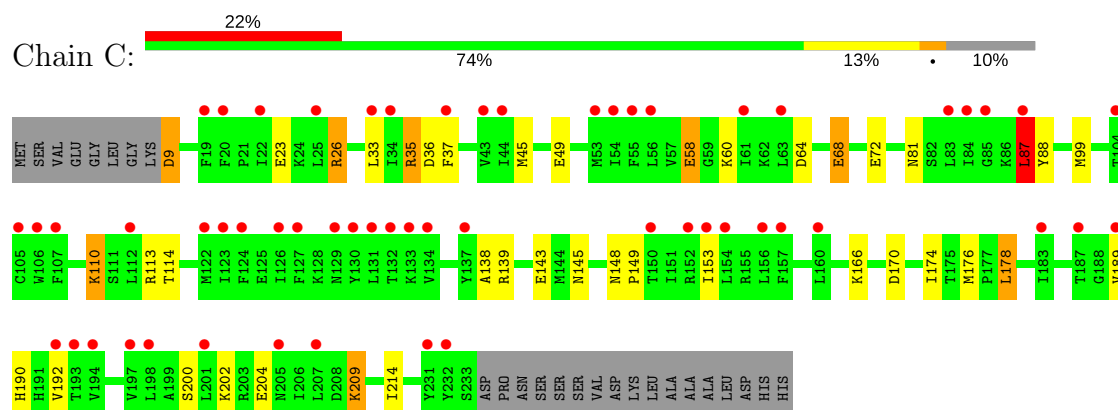 22%
Chain C:
74% 13% • 10%
MET SER VAL GLU GLY LEU GLY LYS D9 F19 F20 P21 I22 E23 K24 L25 R26 L33 I34 R35 D36 F37 V43 I44 M45 E49 M53 I54 F55 L56 V57 E58 G59 K60 I61 K62 L63 D64 E68 E72 N81 S82 L83 I84 G85 K86 L87 Y88 M99 T104
C105 W106 F107 K110 S111 L112 R113 T114 M122 I123 F124 E125 I126 F127 K128 N129 Y130 L131 T132 K133 V134 Y137 A138 R139 E143 M144 N145 N148 P149 T150 I151 R152 I153 L154 R155 L156 F157 L160 K166 D170 I174 T175 M176 P177 L178 I183 T187 G188 V189
H190 H191 V192 T193 V194 V197 L198 A199 S200 L201 K202 R203 E204 N205 I206 L207 D208 K209 I214 Y231 Y232 S233 ASP PRO ASN SER SER SER VAL ASP LYS LEU ALA ALA ALA LEU ASP HIS HIS